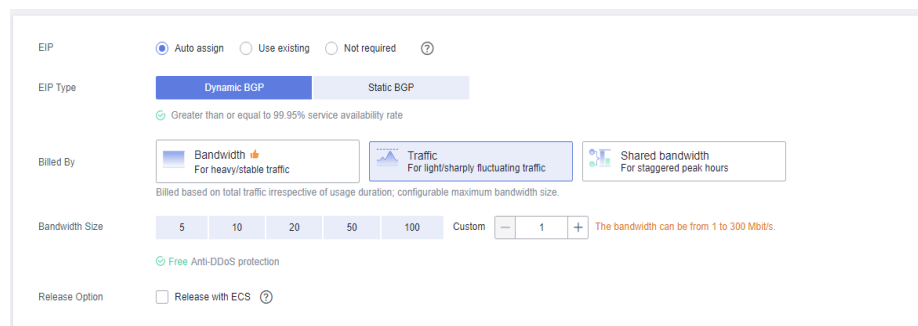 EIP Auto assign Use existing Not required ?
EIP Type Dynamic BGP Static BGP
Greater than or equal to 99.95% service availability rate
Billed By Bandwidth Traffic Shared bandwidth
For heavy/stable traffic For light/sharply fluctuating traffic For staggered peak hours
Billed based on total traffic irrespective of usage duration; configurable maximum bandwidth size.
Bandwidth Size 5 10 20 50 100 Custom — 1 + The bandwidth can be from 1 to 300 Mbit/s.
Free Anti-DDoS protection
Release Option Release with ECS ?